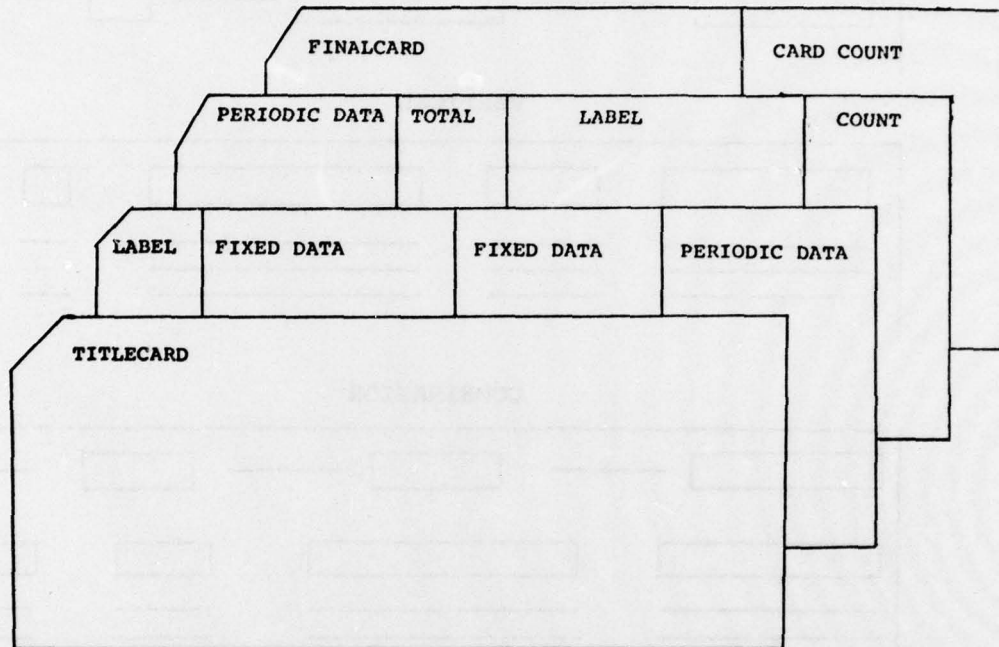 FINALCARD CARD COUNT
PERIODIC DATA TOTAL LABEL COUNT
LABEL FIXED DATA FIXED DATA PERIODIC DATA
TITLECARD